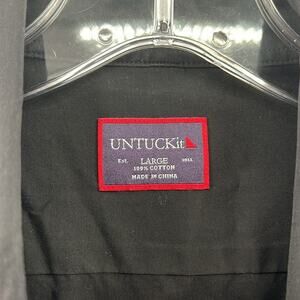 UNTUCKit
Est. LARGE 2011
100% COTTON
MADE IN CHINA